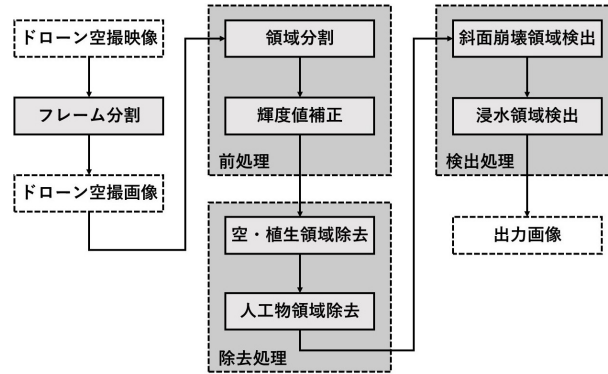 ドローン空撮映像
フレーム分割
ドローン空撮画像
領域分割
輝度値補正
前処理
空・植生領域除去
人工物領域除去
除去処理
斜面崩壊領域検出
浸水領域検出
検出処理
出力画像